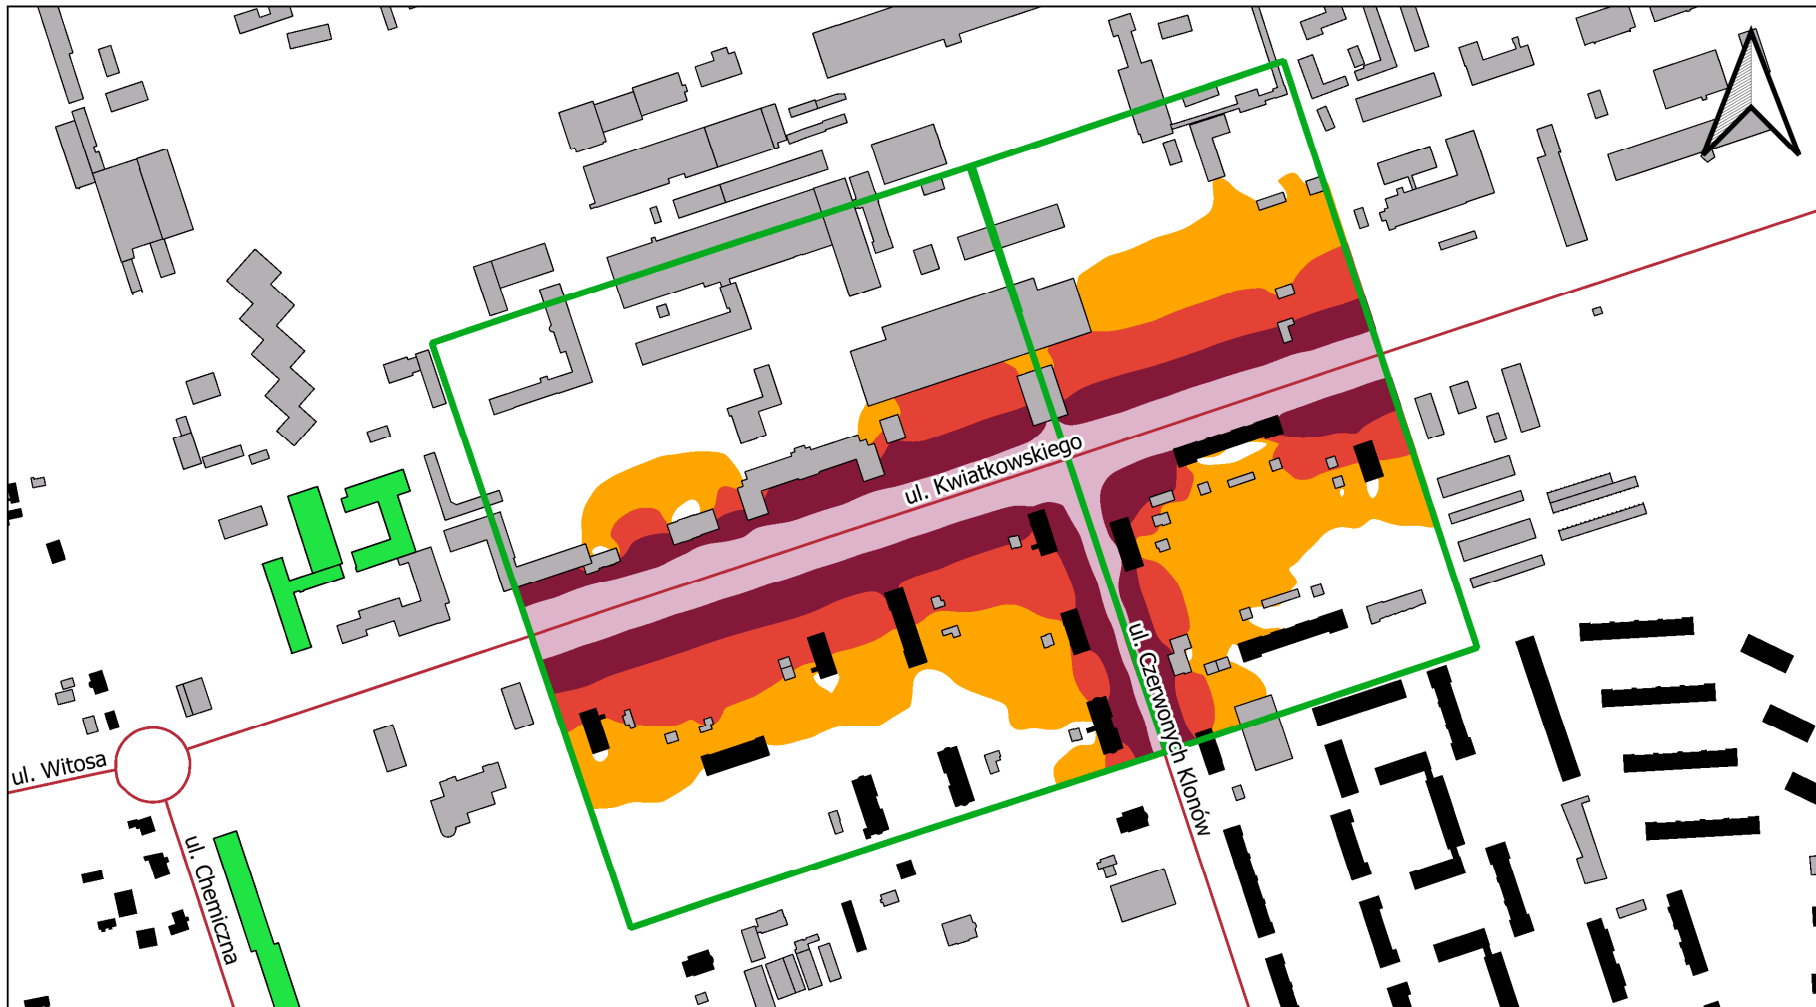 ul. Kwiatkowskiego
ul. Czerwonych Klonów
ul. Witosa
ul. Chemiczna